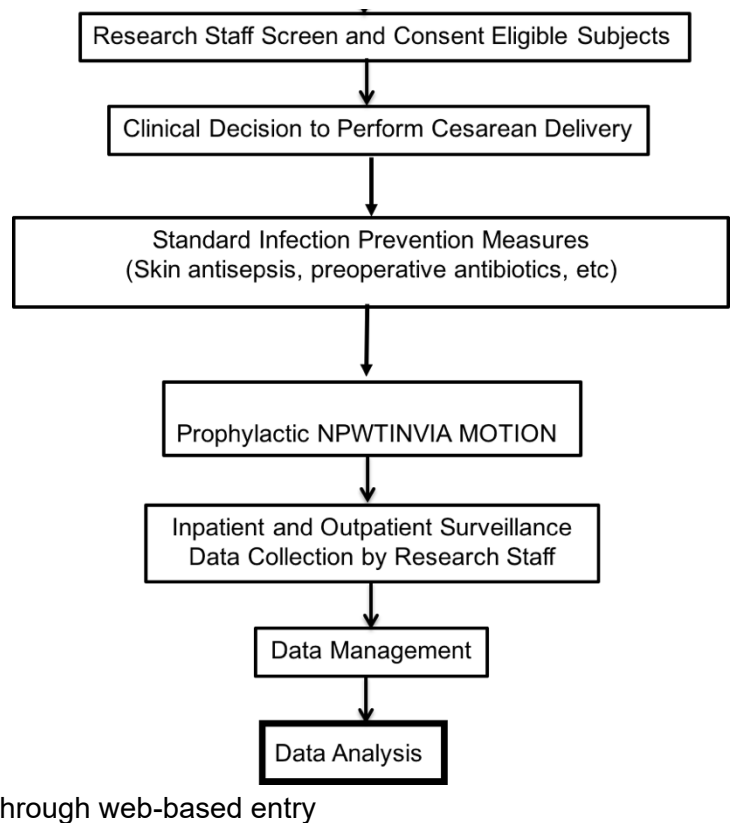 Research Staff Screen and Consent Eligible Subjects
Clinical Decision to Perform Cesarean Delivery
Standard Infection Prevention Measures
(Skin antisepsis, preoperative antibiotics, etc)
Prophylactic NPWTINVIA MOTION
Inpatient and Outpatient Surveillance
Data Collection by Research Staff
Data Management
Data Analysis
hrough web-based entry